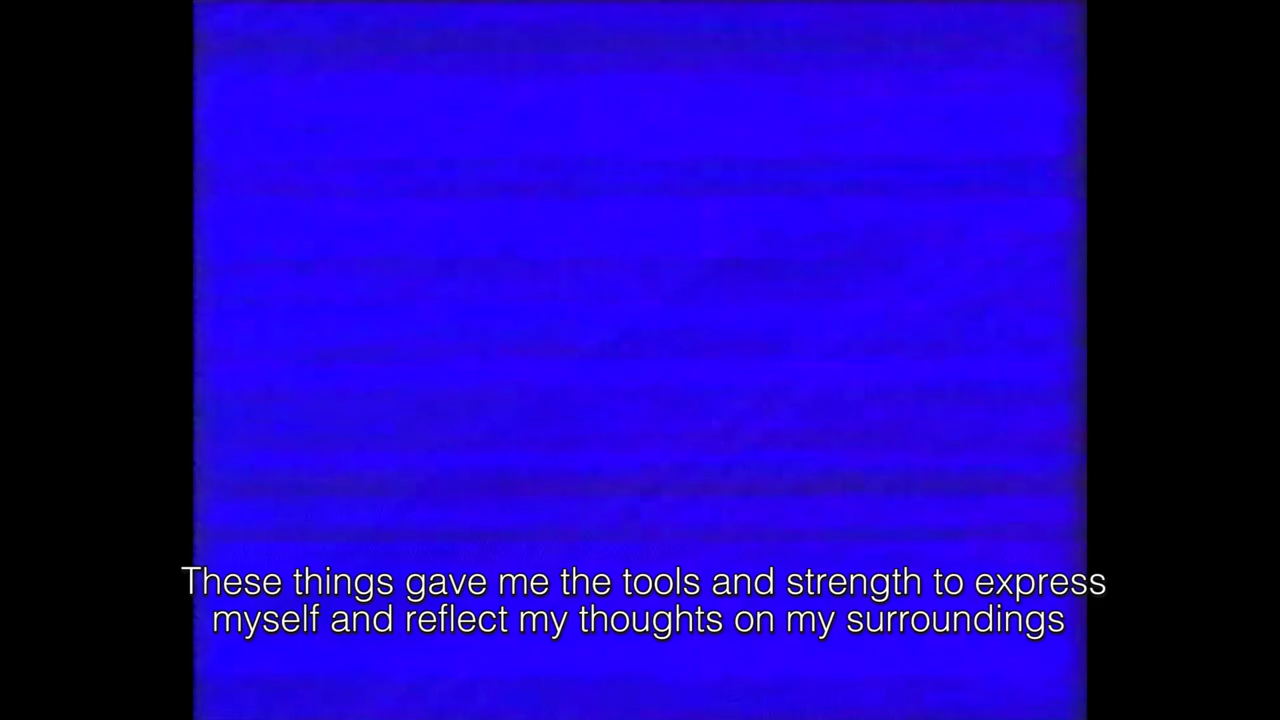 These things gave me the tools and strength to express
myself and reflect my thoughts on my surroundings